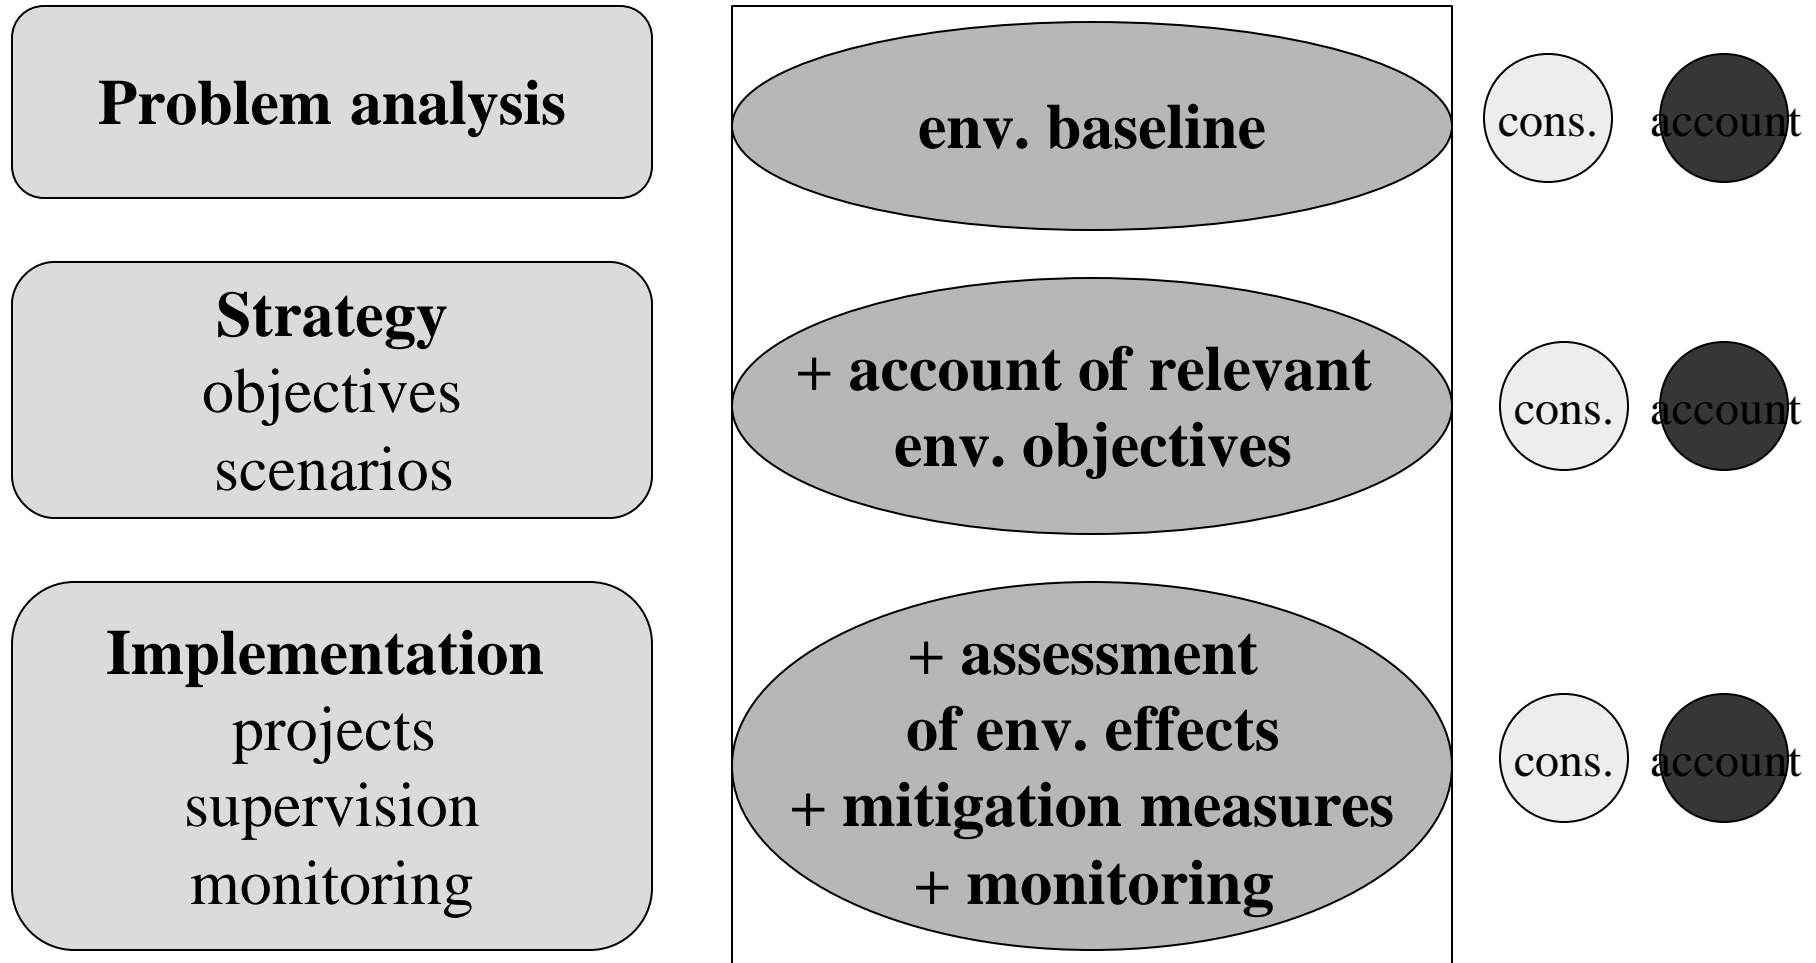 Problem analysis
env. baseline
cons.
account
Strategy
objectives
scenarios
+ account of relevant
env. objectives
cons.
account
Implementation
projects
supervision
monitoring
+ assessment
of env. effects
+ mitigation measures
+ monitoring
cons.
account